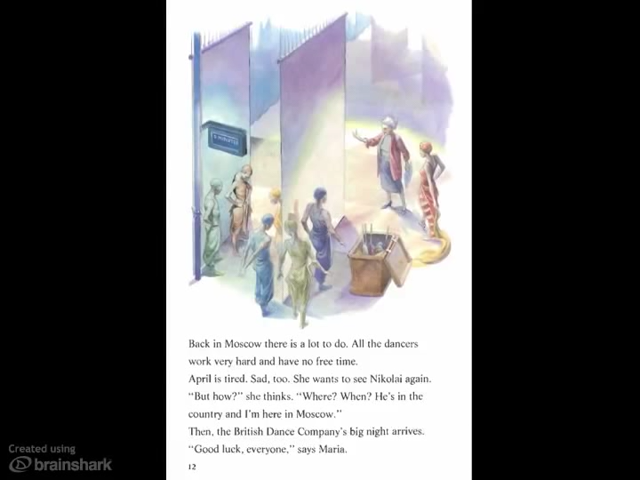 Back in Moscow there is a lot to do. All the dancers
work very hard and have no free time.
April is tired. Sad, too. She wants to see Nikolai again.
“But how?” she thinks. “Where? When? He's in the
country and I'm here in Moscow.”
Then, the British Dance Company's big night arrives.
“Good luck, everyone,” says Maria.
12
Created using
brainshark